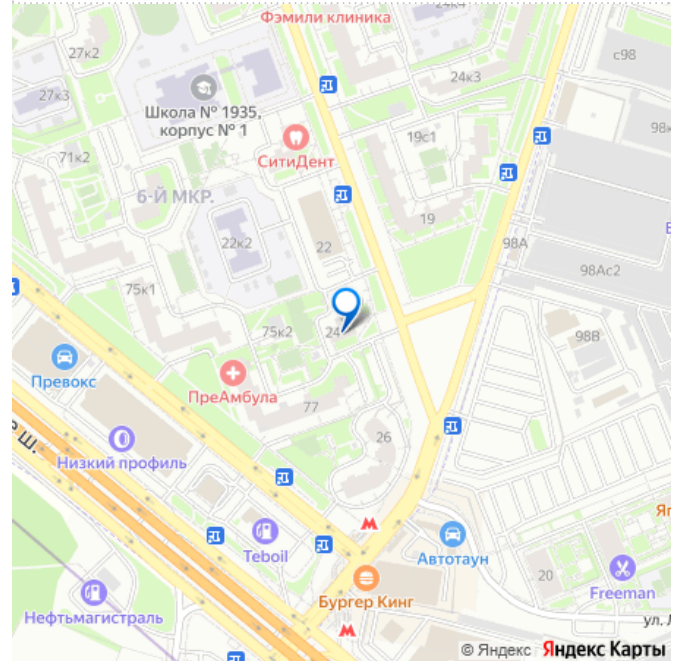 Фэмили клиника
24к4
27к2
с98
24к3
27к3
Школа № 1935,
корпус № 1
19с1
СитиДент
71к2
6-Й МКР.
19
22к2
22
98А
98Ас2
75к1
75к2
24
98В
Превокс
ПреАмбула
77
26
Низкий профиль
Teboil
Автотаун
20
Freeman
Бургер Кинг
Нефтьмагистраль
© Яндекс Яндекс Карты